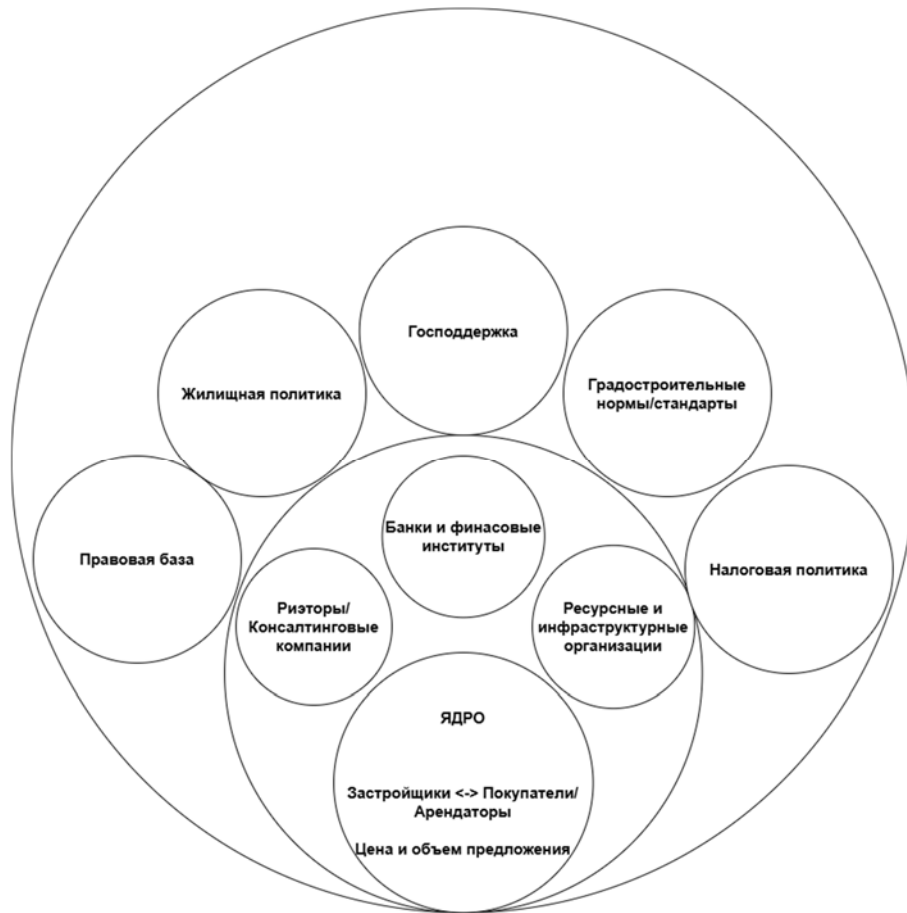 Господдержка
Жилищная политика
Градостроительные
нормы/стандарты
Правовая база
Налоговая политика
Банки и финасовые
институты
Риэторы/
Консалтинговые
компании
Ресурсные и
инфраструктурные
организации
ЯДРО
Застройщики <-> Покупатели/
Арендаторы
Цена и объем предложения